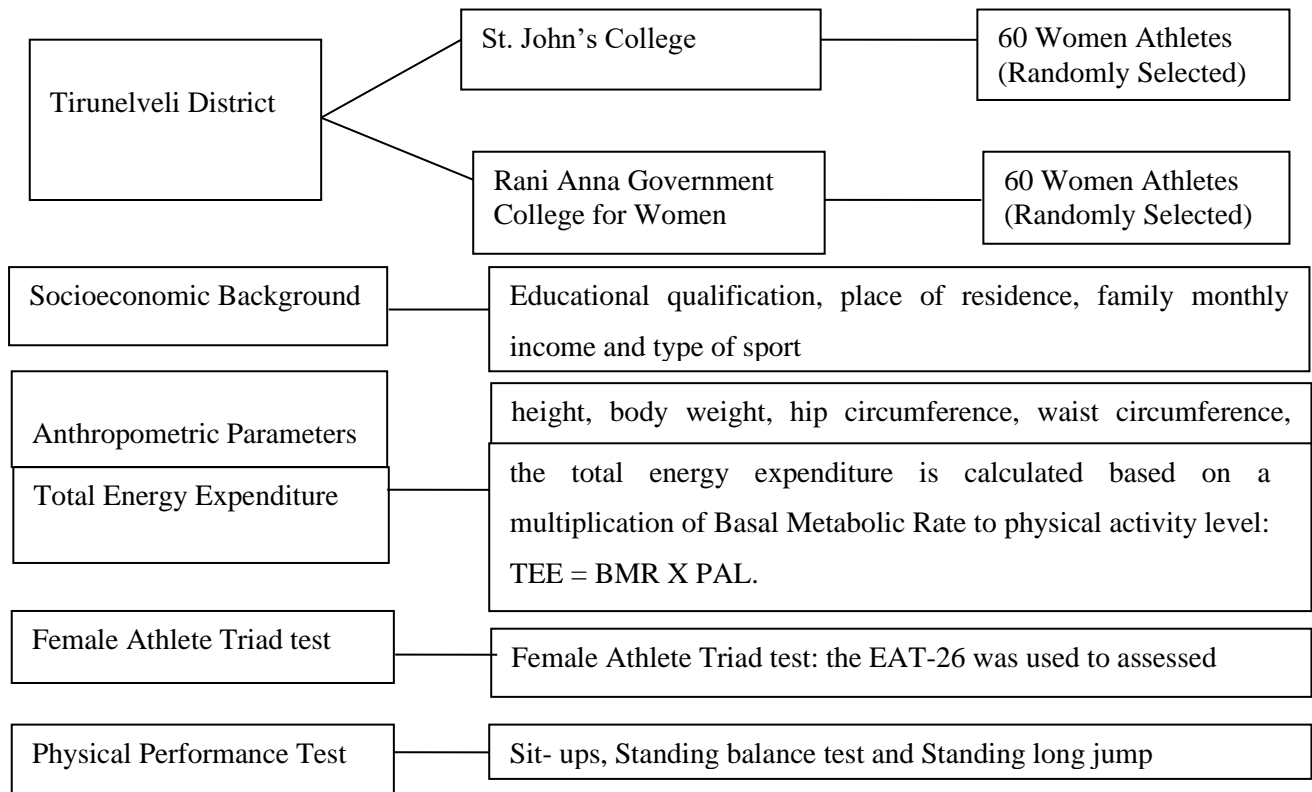 St. John’s College
60 Women Athletes
(Randomly Selected)
Tirunelveli District
Rani Anna Government
College for Women
60 Women Athletes
(Randomly Selected)
Socioeconomic Background
Educational qualification, place of residence, family monthly
income and type of sport
Anthropometric Parameters
height, body weight, hip circumference, waist circumference,
Total Energy Expenditure
the total energy expenditure is calculated based on a
multiplication of Basal Metabolic Rate to physical activity level:
TEE = BMR X PAL.
Female Athlete Triad test
Female Athlete Triad test: the EAT-26 was used to assessed
Physical Performance Test
Sit- ups, Standing balance test and Standing long jump